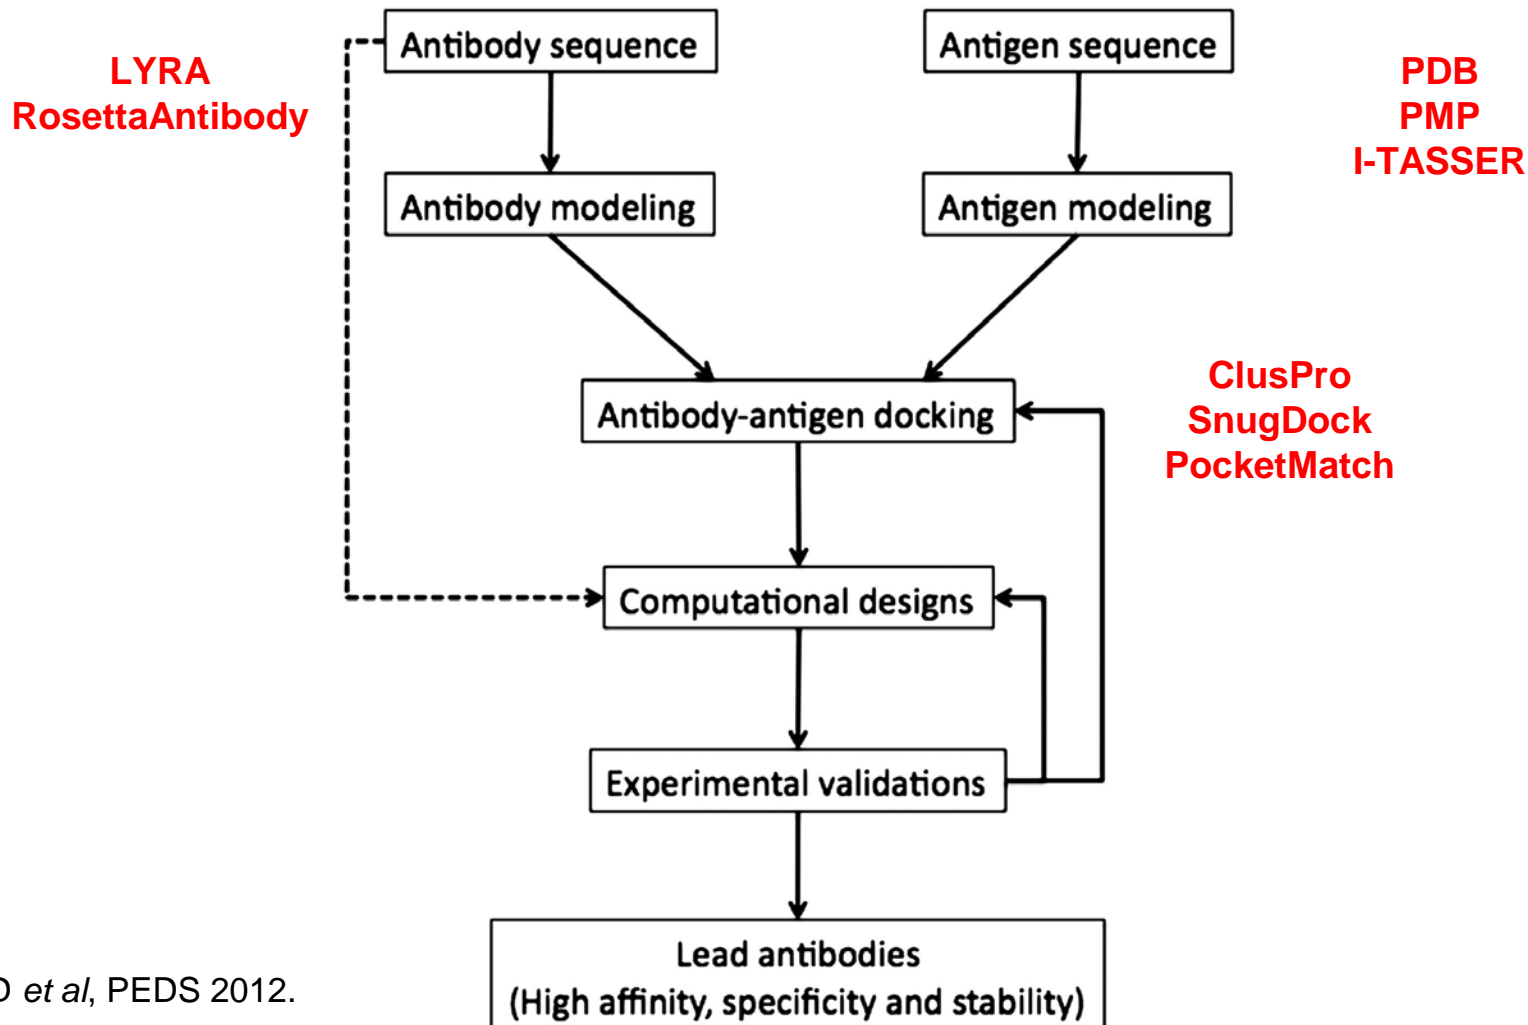 Antibody sequence
Antigen sequence
LYRA
RosettaAntibody
PDB
PMP
I-TASSER
Antibody modeling
Antigen modeling
ClusPro
SnugDock
PocketMatch
Antibody-antigen docking
Computational designs
Experimental validations
Lead antibodies
(High affinity, specificity and stability)
et al, PEDS 2012.